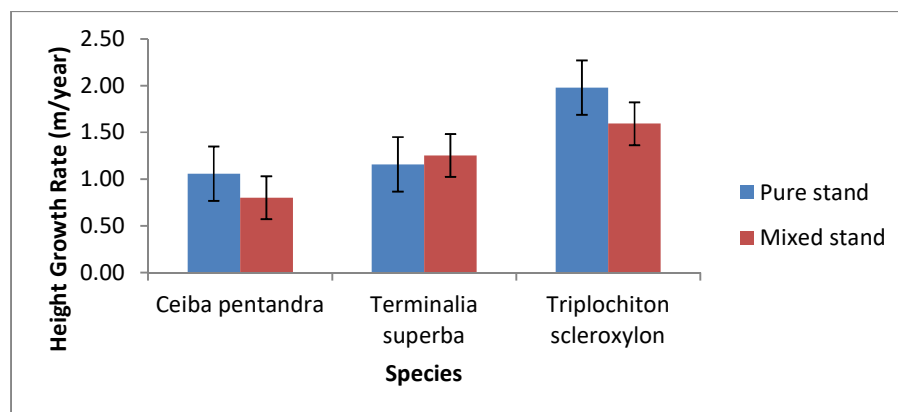 Height Growth Rate (m/year)
2.50
2.00
1.50
1.00
0.50
0.00
Ceiba pentandra
Terminalia
superba
Triplochiton
scleroxylon
Species
Pure stand
Mixed stand